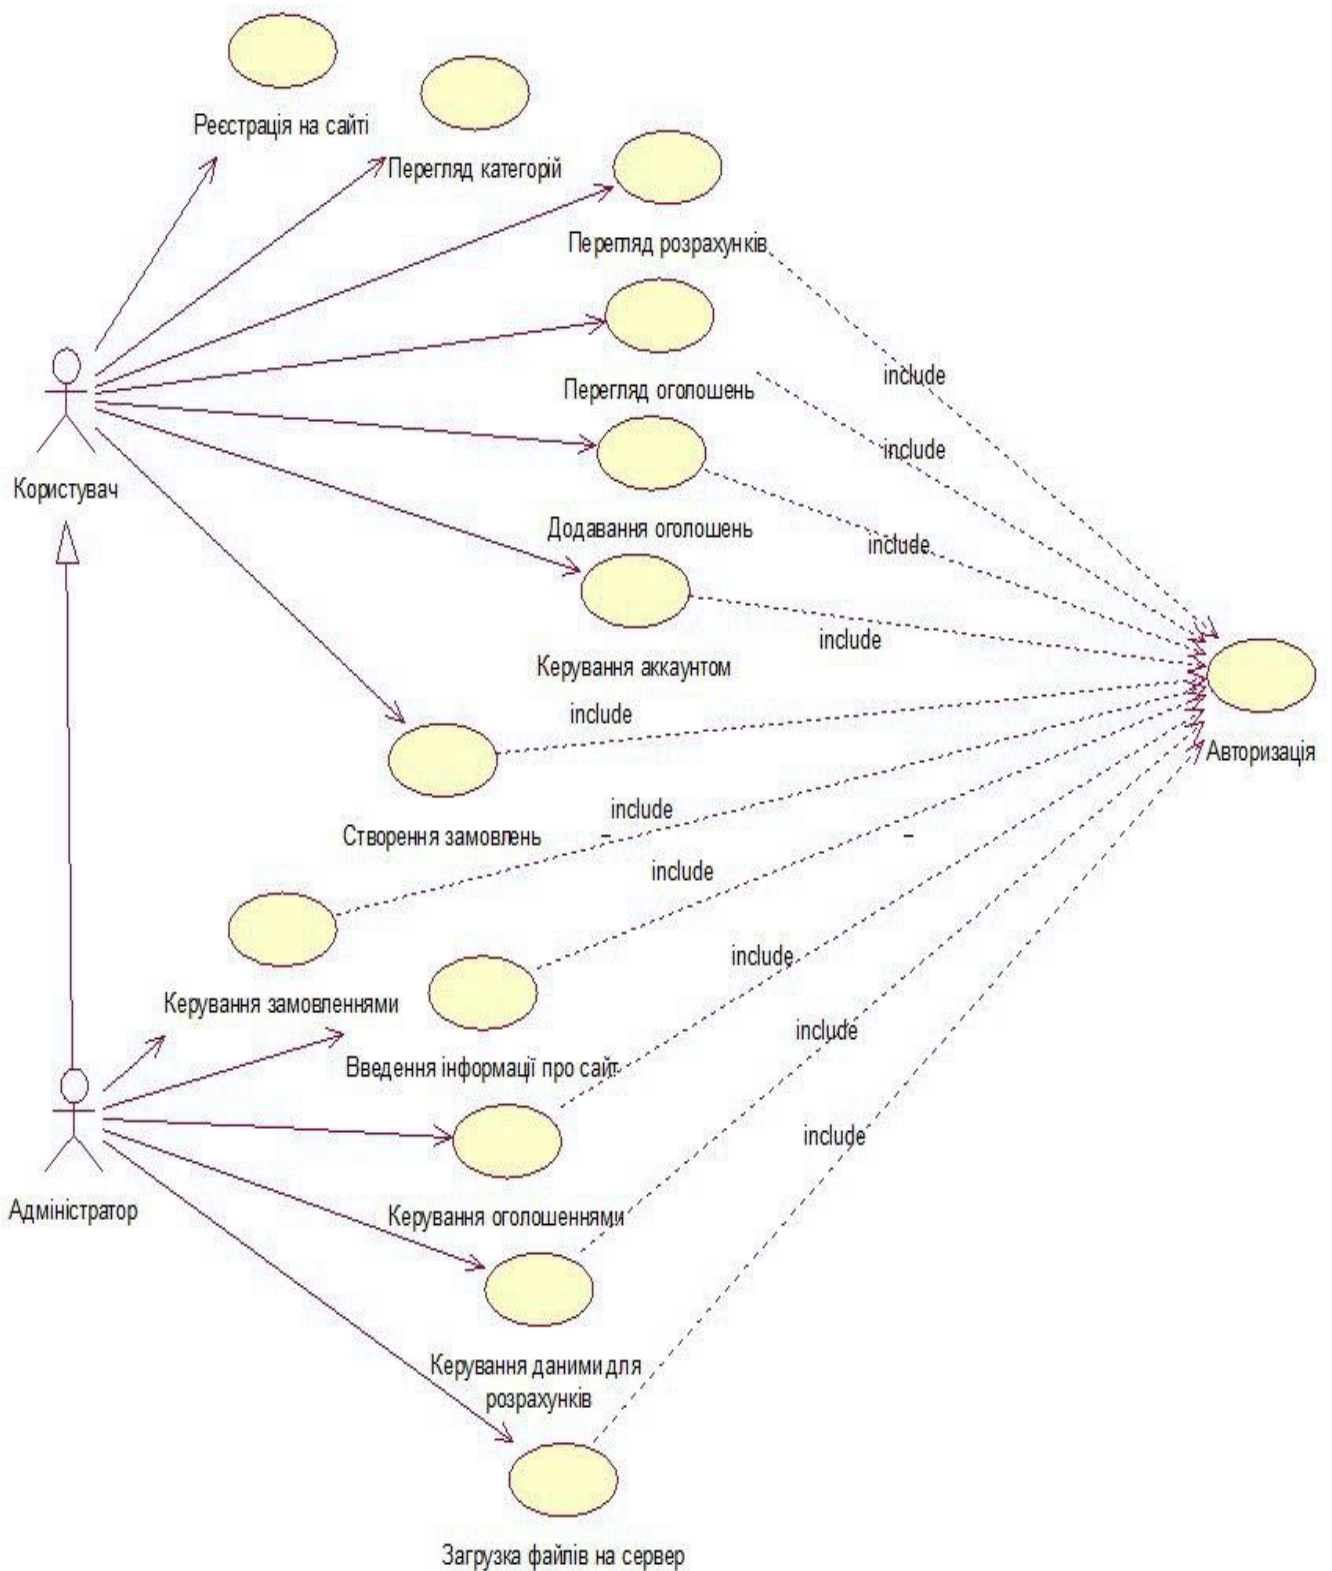 Реєстрація на сайті
Перегляд категорій
Перегляд розрахунків
include
Перегляд оголошень
include
Користувач
Додавання оголошень
include
include
Керування аккаунтом
include
Авторизація
include
Створення замовлень
include
include
Керування замовленнями
include
Введення інформації про сайт
include
Адміністратор
Керування оголошеннями
Керування даними для
розрахунків
Загрузка файлів на сервер